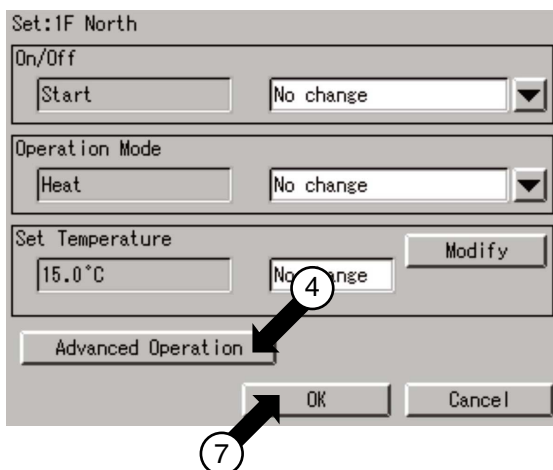 Set:1F North
On/Off
Start No change
Operation Mode
Heat No change
Set Temperature
Modify
15.0°C No change
4
Advanced Operation
OK Cancel
7